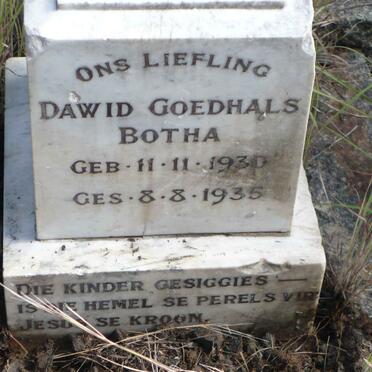 ONS LIEFLING
DAWID GOEDHALS
BOTHA
GEB·11·11·1930
GES·8·8·1935
DIE KINDER GESIGGIES —
IS DIE HEMEL SE PERELS VIR
JESUS SE KROON.